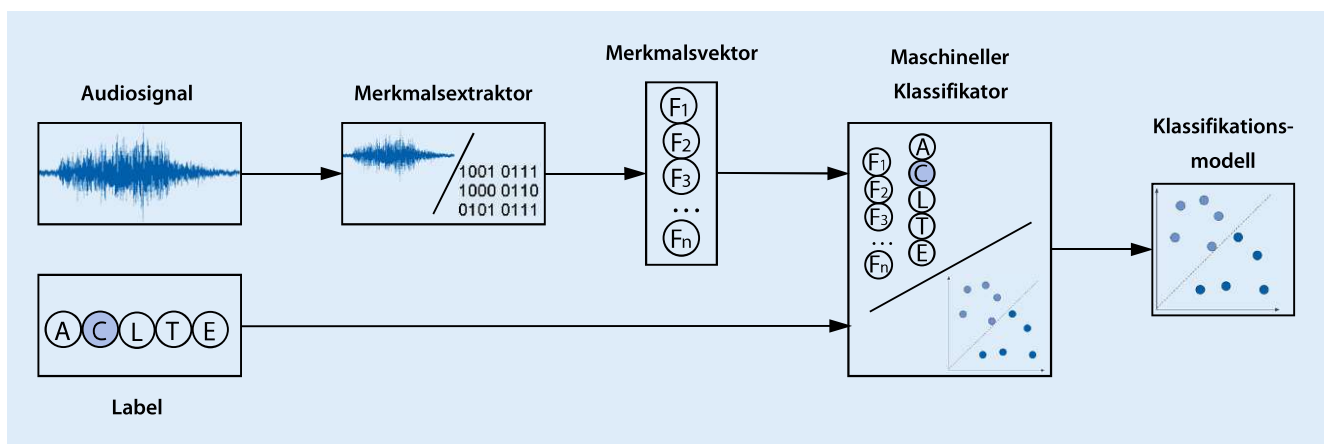 Audiosignal
Merkmalsextraktor
1001 0111
1000 0110
0101 0111
Merkmalsvektor
F1
F2
F3
...
Fn
Maschineller
Klassifikator
F1
F2
F3
...
Fn
A
C
L
T
E
Klassifikations-
modell
A C L T E
Label